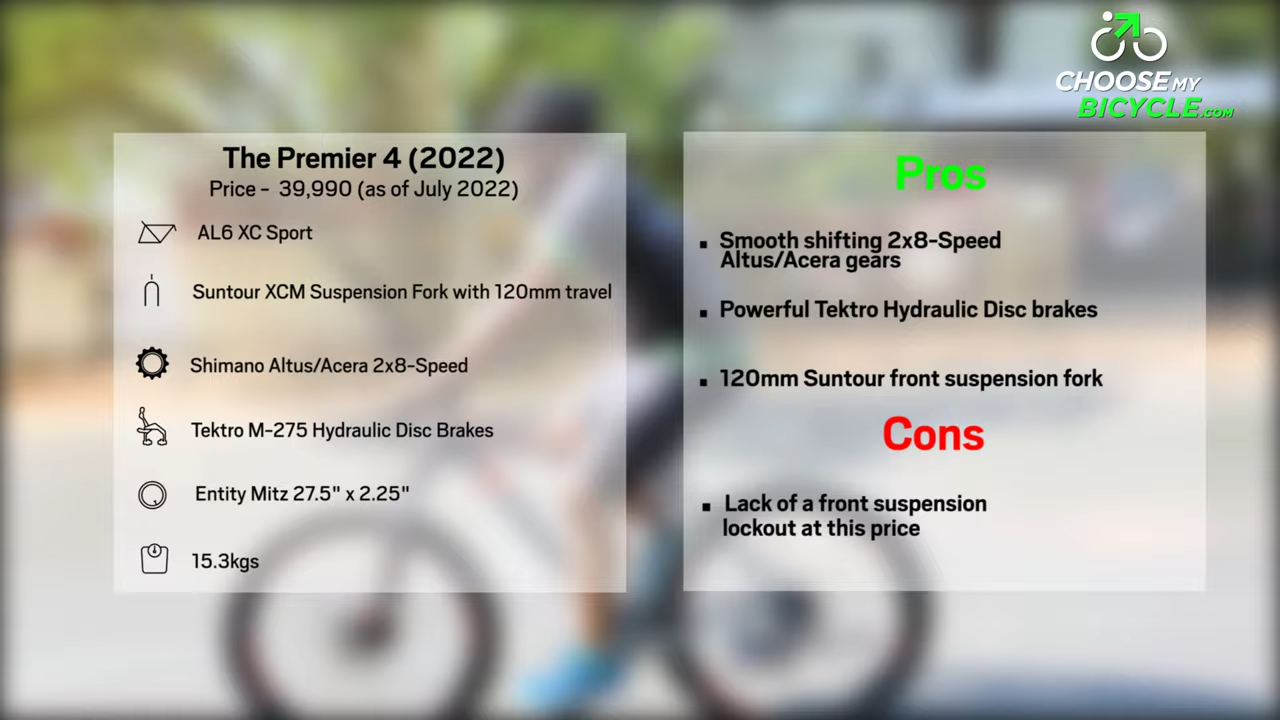 CHOOSE MY
BICYCLE.COM
The Premier 4 (2022)
Price - 39,990 (as of July 2022)
AL6 XC Sport
Suntour XCM Suspension Fork with 120mm travel
Shimano Altus/Acera 2x8-Speed
Tektro M-275 Hydraulic Disc Brakes
Entity Mitz 27.5" x 2.25"
15.3kgs
Pros
▪ Smooth shifting 2x8-Speed
Altus/Acera gears
▪ Powerful Tektro Hydraulic Disc brakes
▪ 120mm Suntour front suspension fork
Cons
▪ Lack of a front suspension
lockout at this price